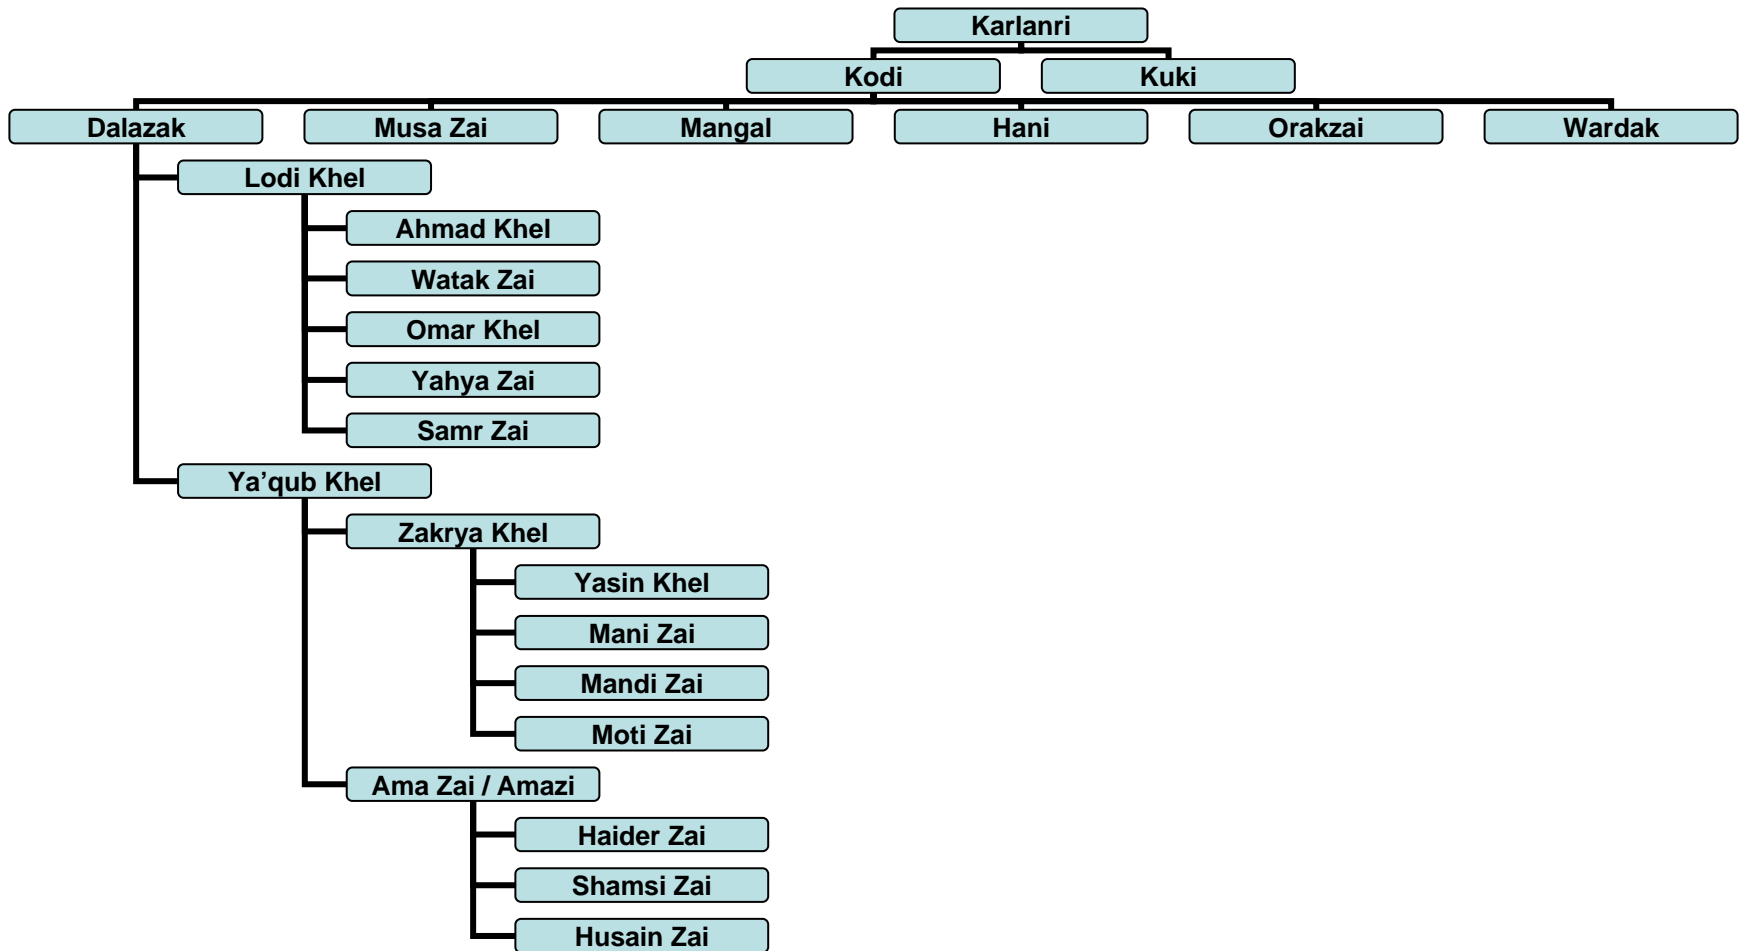 Karlanri
Kodi
Kuki
Dalazak
Musa Zai
Mangal
Hani
Orakzai
Wardak
Lodi Khel
Ahmad Khel
Watak Zai
Omar Khel
Yahya Zai
Samr Zai
Ya’qub Khel
Zakrya Khel
Yasin Khel
Mani Zai
Mandi Zai
Moti Zai
Ama Zai / Amazi
Haider Zai
Shamsi Zai
Husain Zai